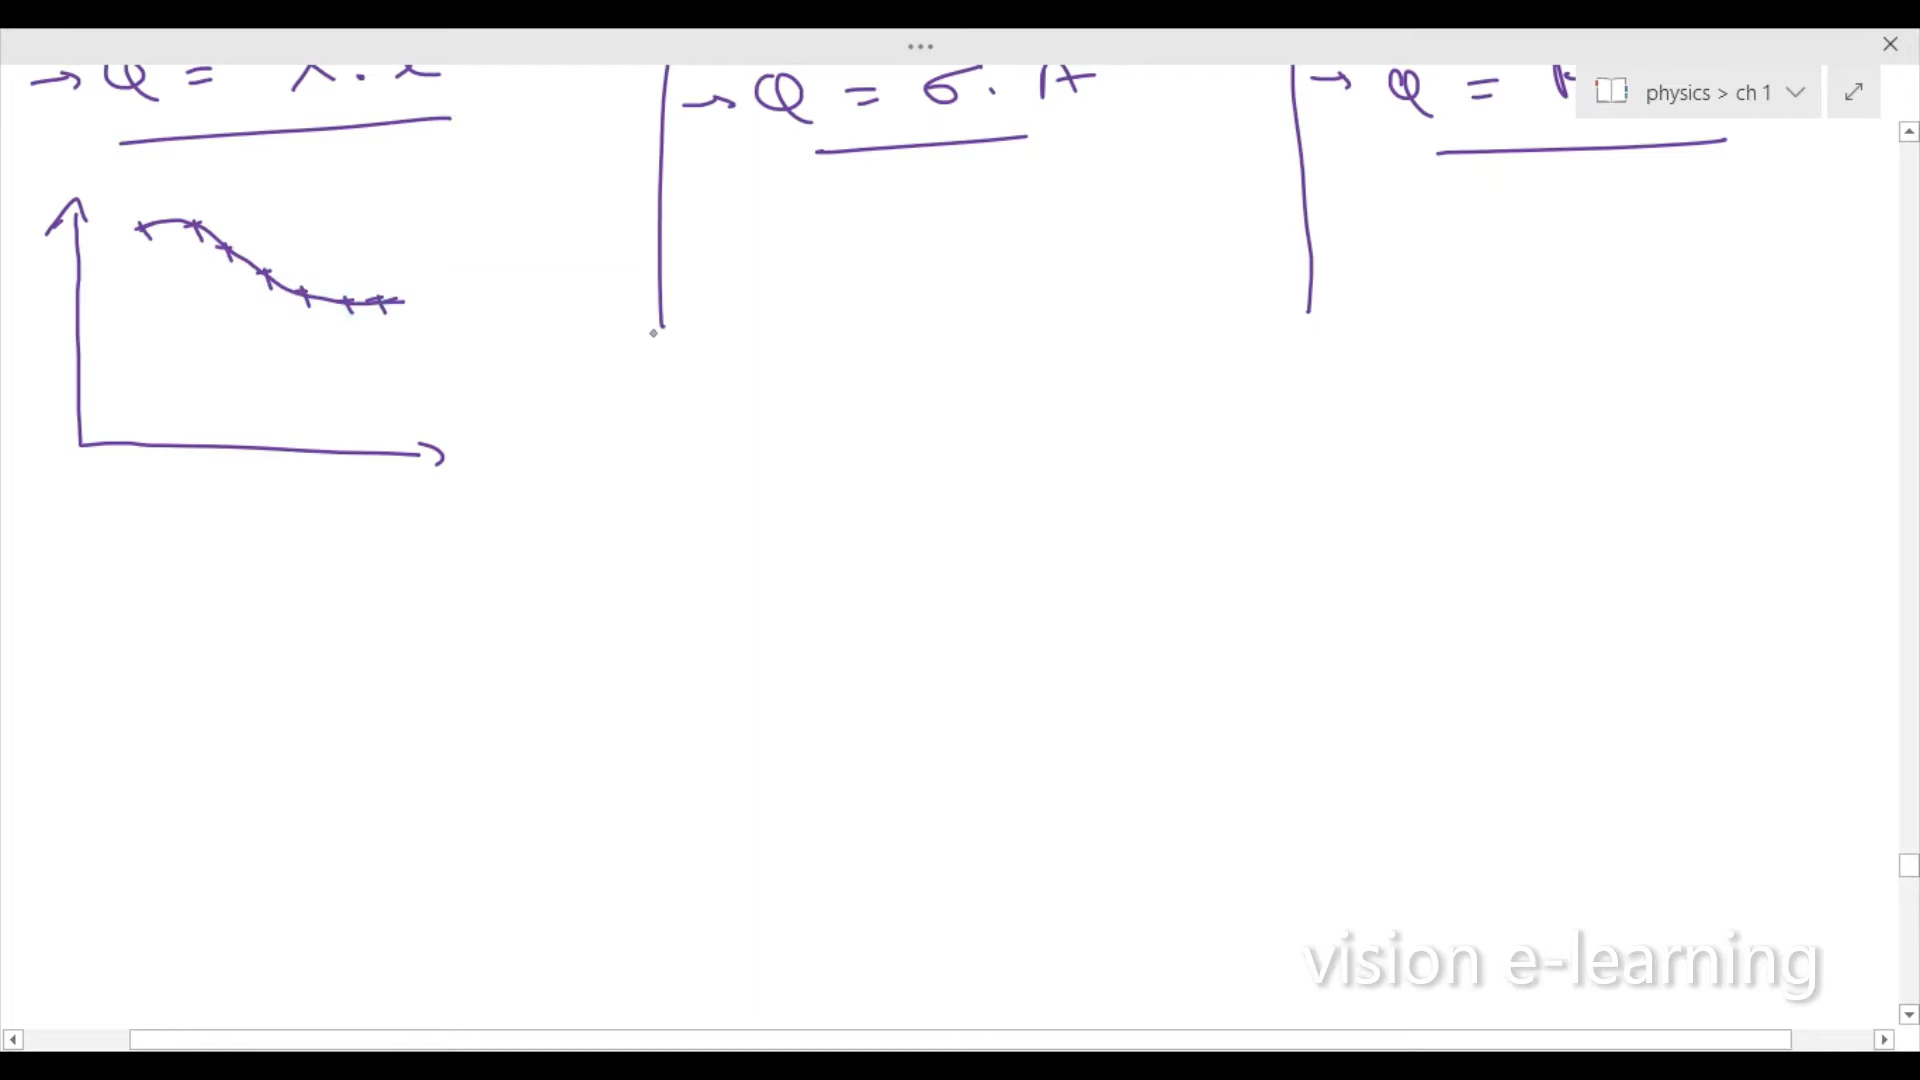 → Q = λ . l
→ Q = σ . A
→ Q =
physics > ch 1
vision e-learning